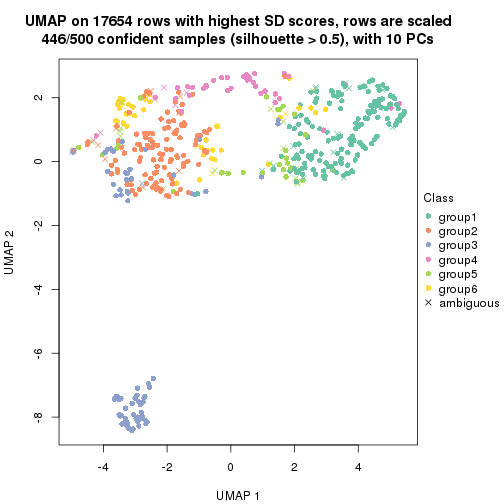 UMAP on 17654 rows with highest SD scores, rows are scaled
446/500 confident samples (silhouette > 0.5), with 10 PCs
2
0
-2
-4
-6
-8
UMAP 2
-4
-2
0
2
4
UMAP 1
Class
group1
group2
group3
group4
group5
group6
ambiguous